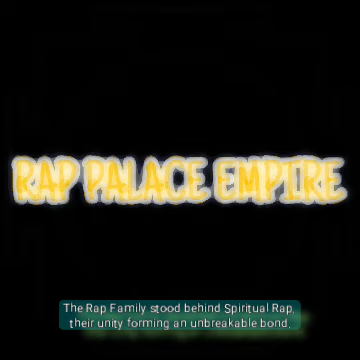 RAP PALACE EMPIRE
The Rap Family stood behind Spiritual Rap,
their unity forming an unbreakable bond.